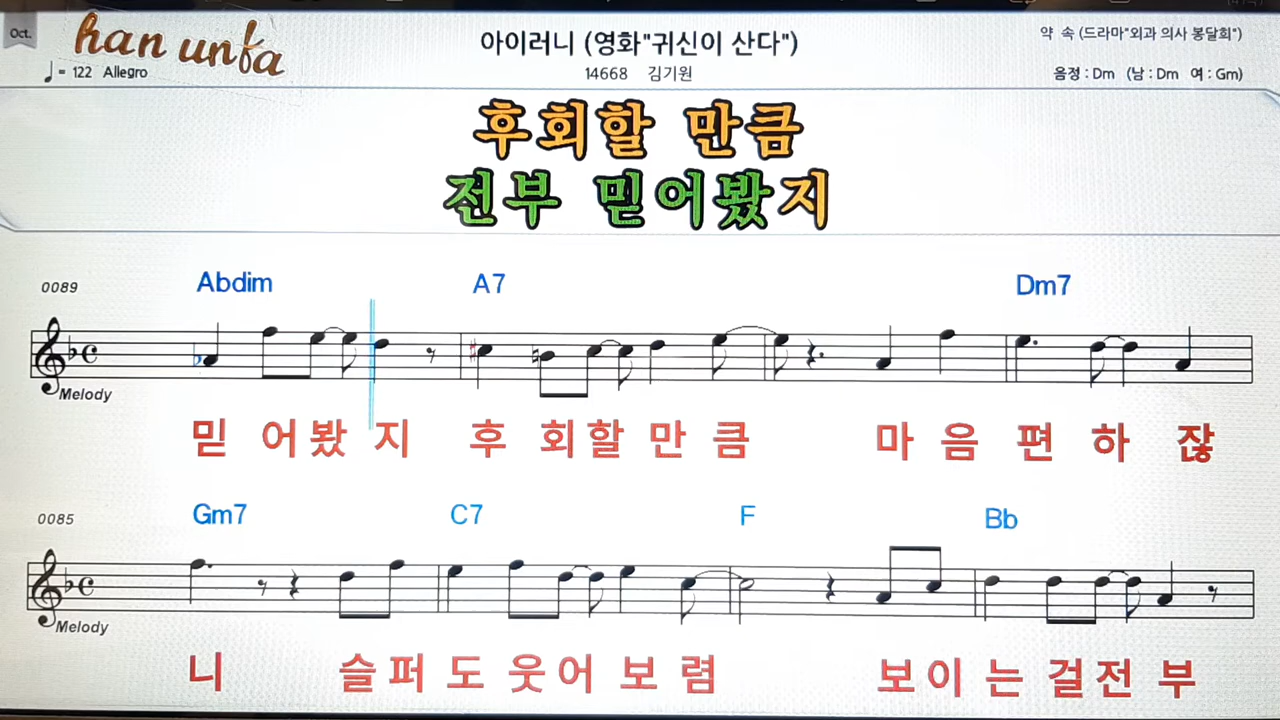 Oct.
han unfa
♩ = 122 Allegro
아이러니 (영화"귀신이 산다")
14668 김기원
약 속 (드라마"외과 의사 봉달희")
음정 : Dm (남 : Dm 여 : Gm)
후회할 만큼
전부 믿어봤지
0089
Abdim A7 Dm7
Melody
믿 어 봤 지 후 회 할 만 큼 마 음 편 하 잖
0085
Gm7 C7 F Bb
Melody
니 슬 퍼 도 웃 어 보 렴 보 이 는 걸 전 부